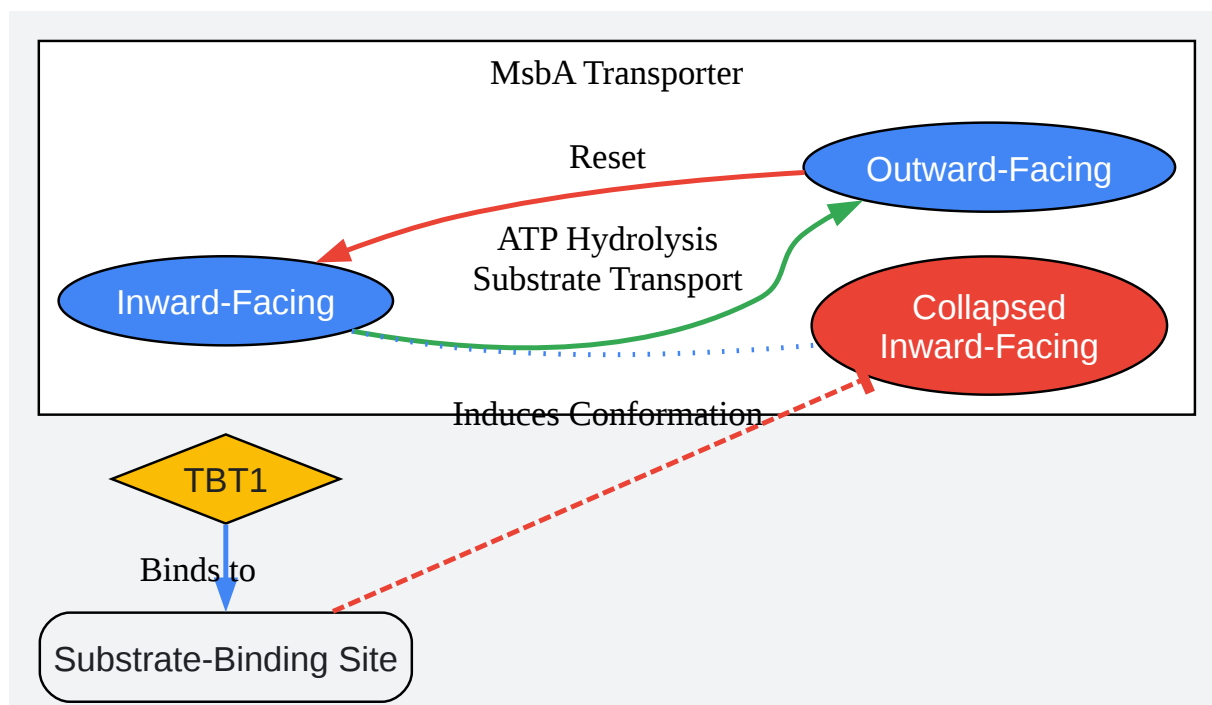 MsbA Transporter
Reset
Outward-Facing
ATP Hydrolysis
Substrate Transport
Inward-Facing
Collapsed
Inward-Facing
Induces Conformation
TBT1
Binds to
Substrate-Binding Site